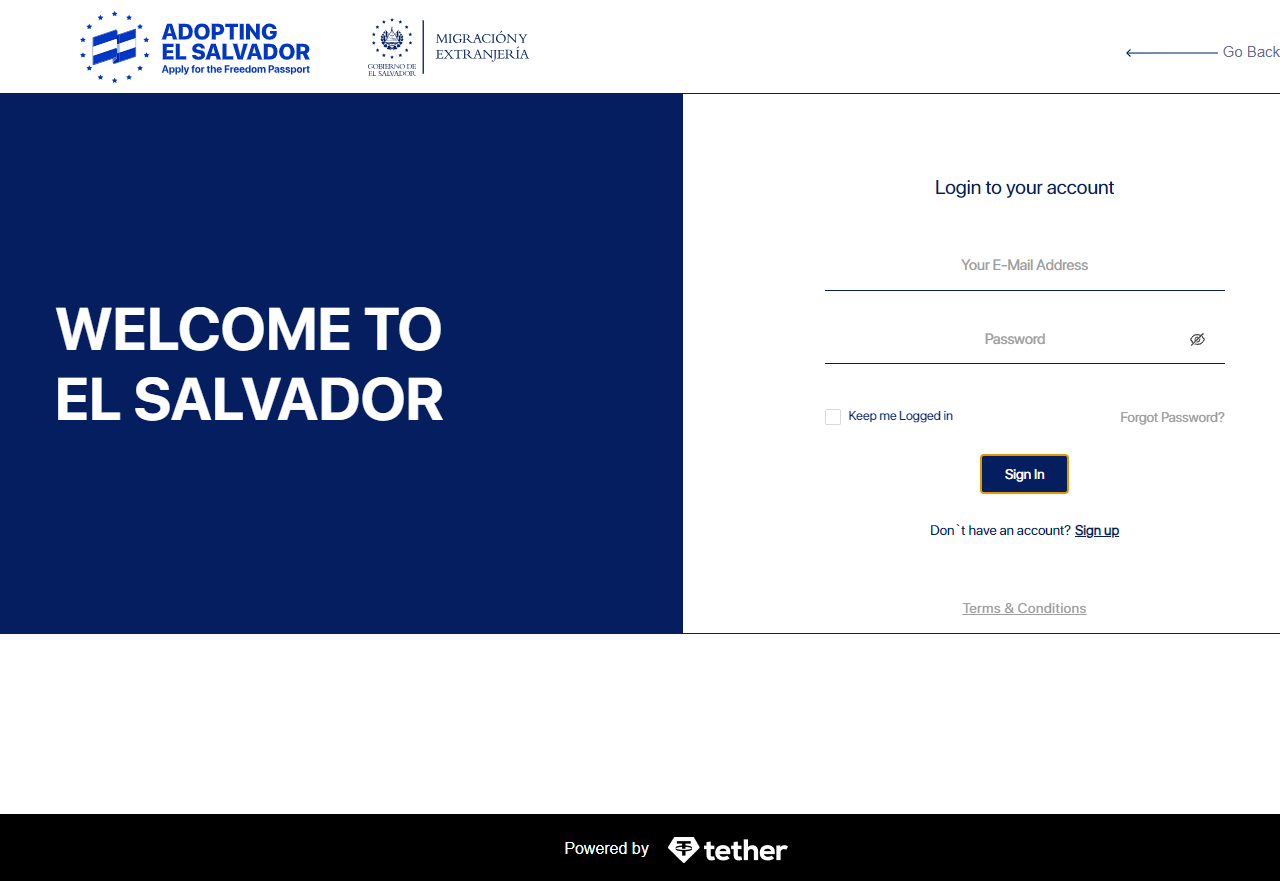 ADOPTING
EL SALVADOR
Apply for the Freedom Passport
GOBIERNO DE
EL SALVADOR
MIGRACIÓN Y
EXTRANJERÍA
Go Back
WELCOME TO
EL SALVADOR
Login to your account
Your E-Mail Address
Password
Keep me Logged in
Forgot Password?
Sign In
Don`t have an account? Sign up
Terms & Conditions
Powered by tether